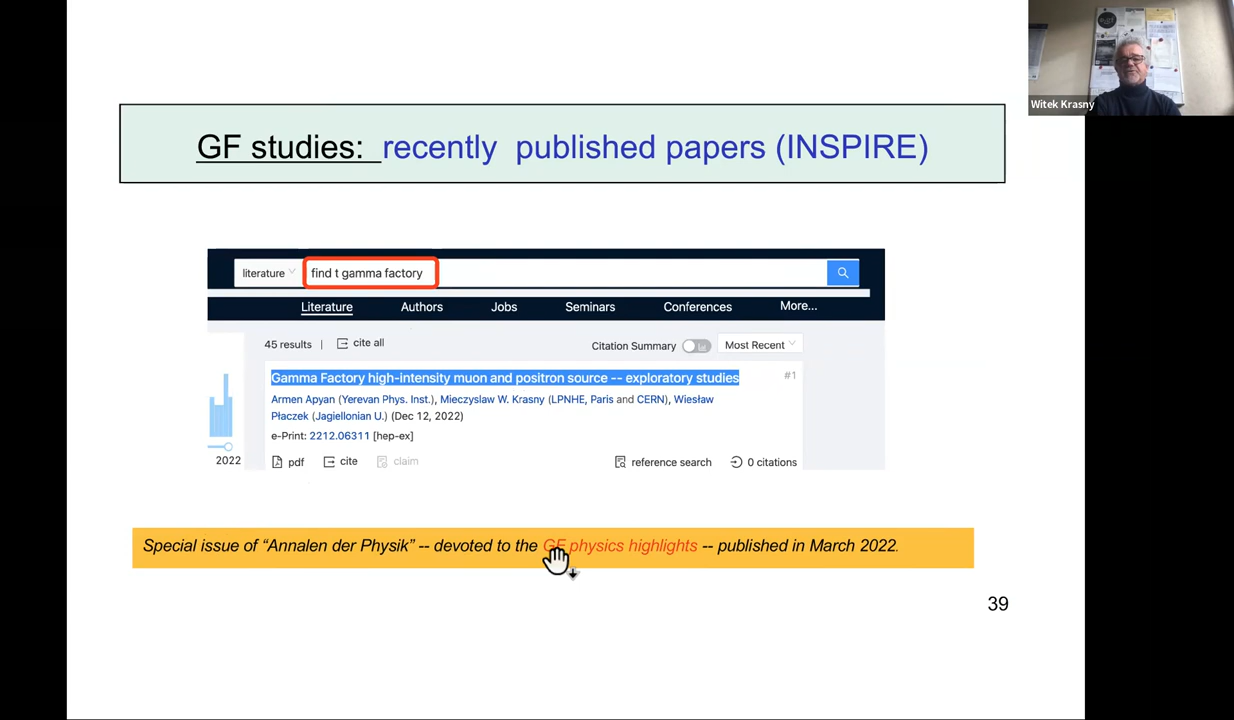 Witek Krasny
GF studies: recently published papers (INSPIRE)
literature
find t gamma factory
Literature Authors Jobs Seminars Conferences More...
45 results | cite all Citation Summary Most Recent
Gamma Factory high-intensity muon and positron source -- exploratory studies #1
Armen Apyan (Yerevan Phys. Inst.), Mieczyslaw W. Krasny (LPNHE, Paris and CERN), Wiesław
Płaczek (Jagiellonian U.) (Dec 12, 2022)
e-Print: 2212.06311 [hep-ex]
2022
pdf cite claim reference search 0 citations
Special issue of “Annalen der Physik” -- devoted to the GF physics highlights -- published in March 2022.
39